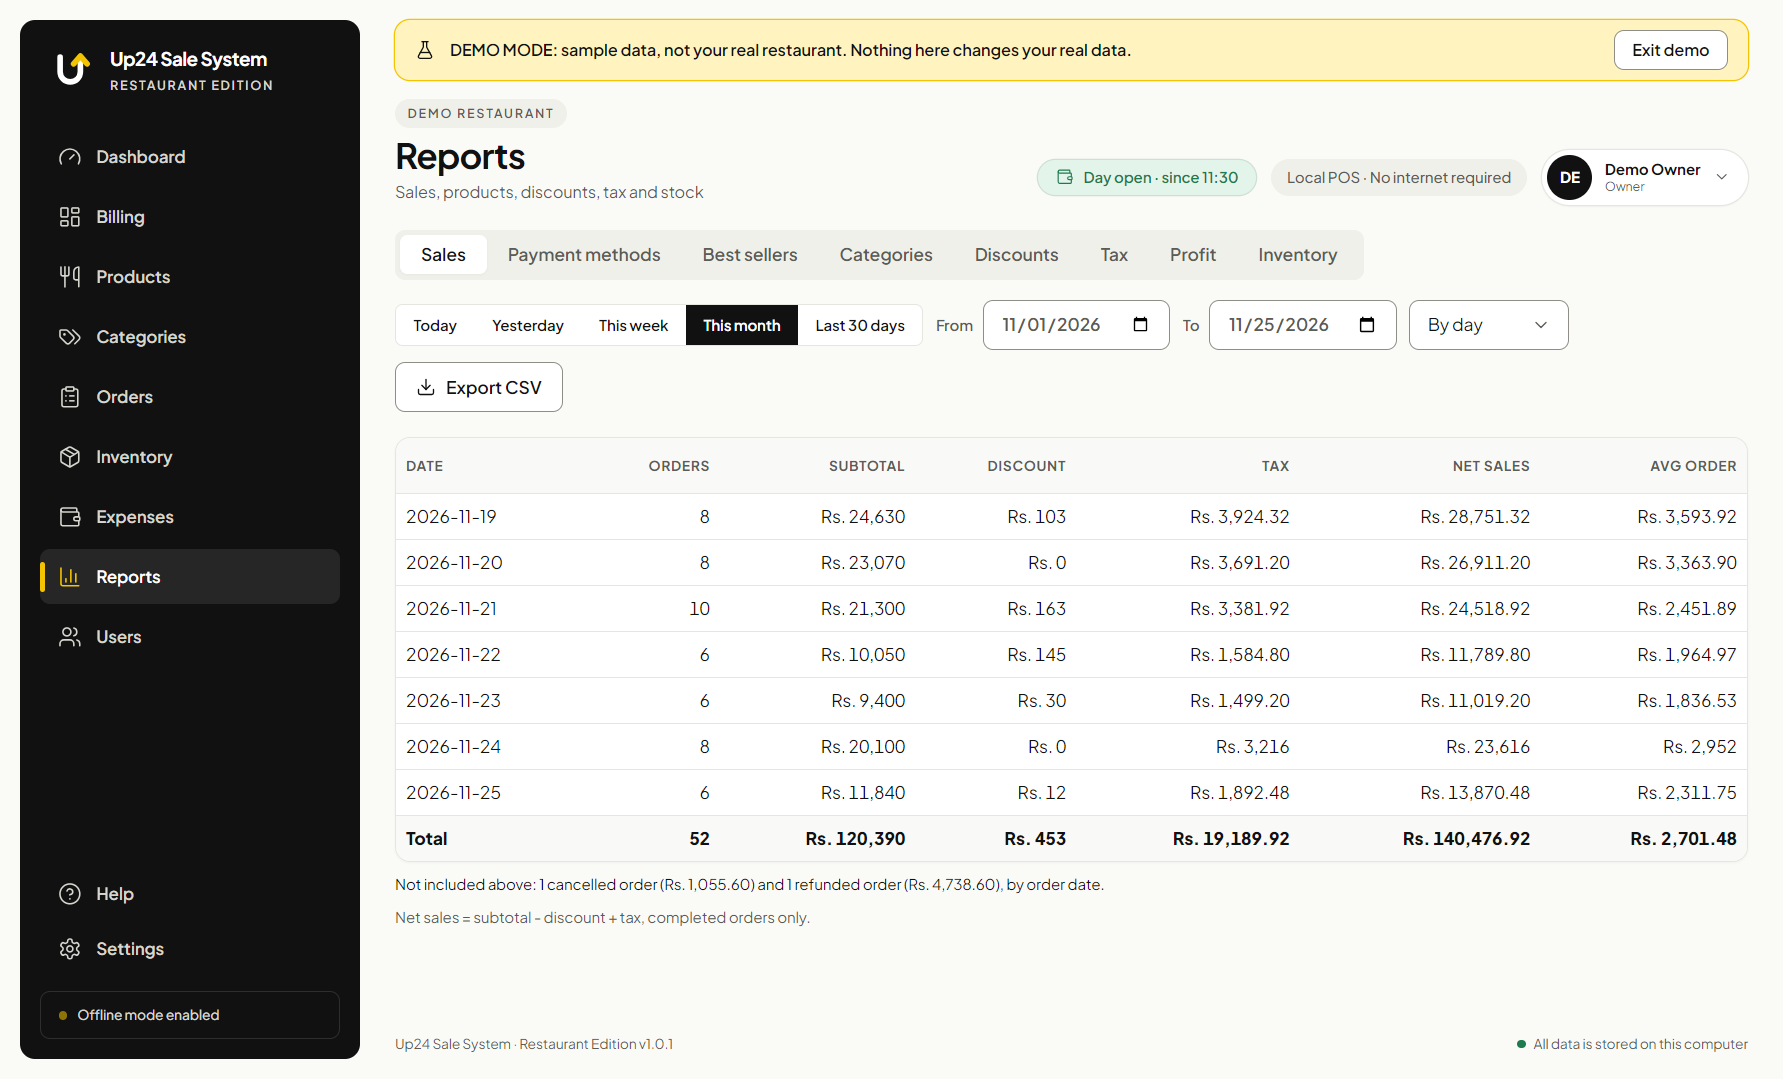 Up24 Sale System
RESTAURANT EDITION
Dashboard
Billing
Products
Categories
Orders
Inventory
Expenses
Reports
Users
Help
Settings
Offline mode enabled
DEMO MODE: sample data, not your real restaurant. Nothing here changes your real data.
Exit demo
DEMO RESTAURANT
Reports
Sales, products, discounts, tax and stock
Day open · since 11:30
Local POS · No internet required
DE
Demo Owner
Owner
Sales Payment methods Best sellers Categories Discounts Tax Profit Inventory
Today Yesterday This week This month Last 30 days From 11/01/2026 To 11/25/2026 By day
Export CSV
DATE ORDERS SUBTOTAL DISCOUNT TAX NET SALES AVG ORDER
2026-11-19 8 Rs. 24,630 Rs. 103 Rs. 3,924.32 Rs. 28,751.32 Rs. 3,593.92
2026-11-20 8 Rs. 23,070 Rs. 0 Rs. 3,691.20 Rs. 26,911.20 Rs. 3,363.90
2026-11-21 10 Rs. 21,300 Rs. 163 Rs. 3,381.92 Rs. 24,518.92 Rs. 2,451.89
2026-11-22 6 Rs. 10,050 Rs. 145 Rs. 1,584.80 Rs. 11,789.80 Rs. 1,964.97
2026-11-23 6 Rs. 9,400 Rs. 30 Rs. 1,499.20 Rs. 11,019.20 Rs. 1,836.53
2026-11-24 8 Rs. 20,100 Rs. 0 Rs. 3,216 Rs. 23,616 Rs. 2,952
2026-11-25 6 Rs. 11,840 Rs. 12 Rs. 1,892.48 Rs. 13,870.48 Rs. 2,311.75
Total 52 Rs. 120,390 Rs. 453 Rs. 19,189.92 Rs. 140,476.92 Rs. 2,701.48
Not included above: 1 cancelled order (Rs. 1,055.60) and 1 refunded order (Rs. 4,738.60), by order date.
Net sales = subtotal - discount + tax, completed orders only.
Up24 Sale System · Restaurant Edition v1.0.1
All data is stored on this computer